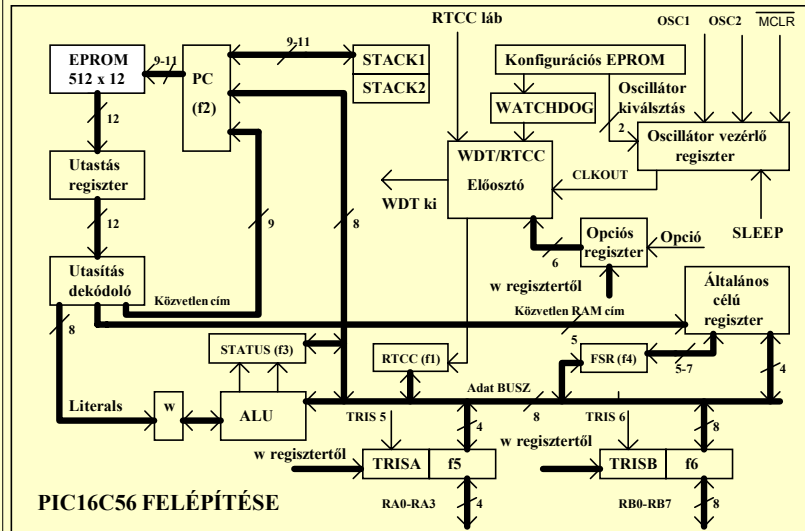 RTCC láb
OSC1
OSC2
MCLR
9-11
9-11
EPROM
512 x 12
PC
(f2)
STACK1
STACK2
Konfigurációs EPROM
Oscillátor
kiválsztás
WATCHDOG
2
Oscillátor vezérlő
regiszter
12
Utastás
regiszter
WDT/RTCC
Előosztó
CLKOUT
WDT ki
12
9
8
6
Opciós
regiszter
Opció
SLEEP
Utasítás
dekódoló
Közvetlen cím
w regisztertől
Közvetlen RAM cím
Általános
célú
regiszter
8
5
STATUS (f3)
RTCC (f1)
5
FSR (f4)
5-7
4
Literals
w
ALU
Adat BUSZ
8
TRIS 5
4
TRIS 6
8
w regisztertől
w regisztertől
TRISA
f5
TRISB
f6
PIC16C56 FELÉPÍTÉSE
RA0-RA3
4
RB0-RB7
8